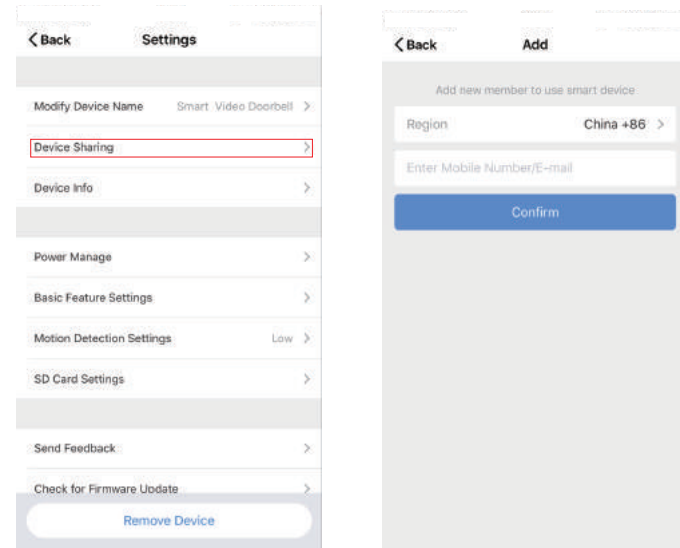 Back Settings
Modify Device Name Smart Video Doorbell
Device Sharing
Device Info
Power Manage
Basic Feature Settings
Motion Detection Settings Low
SD Card Settings
Send Feedback
Check for Firmware Update
Remove Device
Back Add
Add new member to use smart device
Region China +86
Enter Mobile Number/E-mail
Confirm